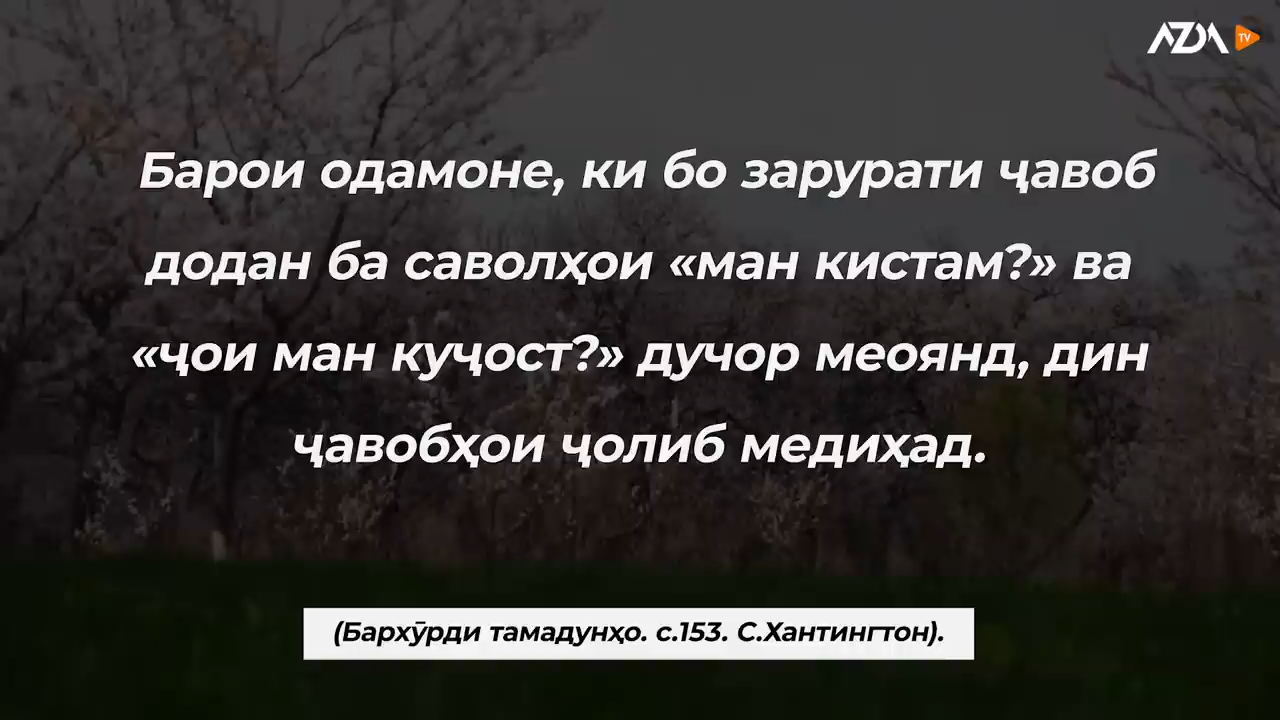 AZDA TV
Барои одамоне, ки бо зарурати ҷавоб
додан ба саволҳои «ман кистам?» ва
«ҷои ман куҷост?» дучор меоянд, дин
ҷавобҳои ҷолиб медиҳад.
(Бархӯрди тамадунҳо. с.153. С.Хантингтон).